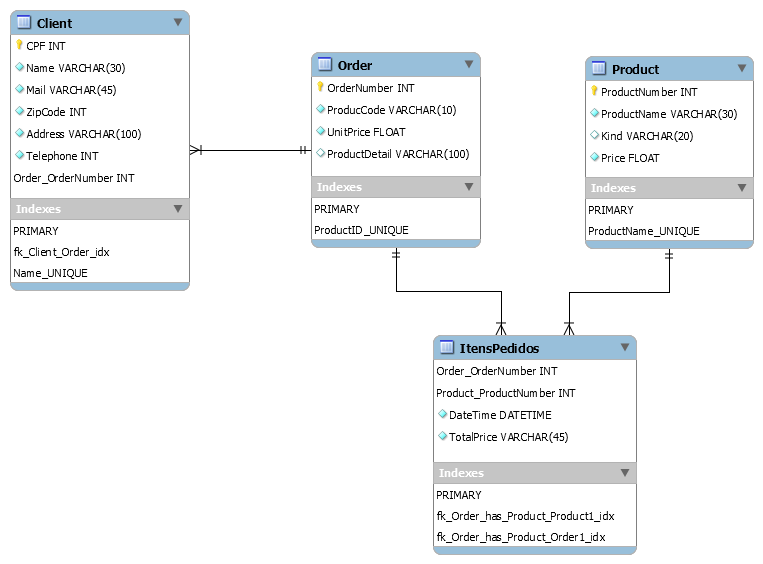 Client
CPF INT
Name VARCHAR(30)
Mail VARCHAR(45)
ZipCode INT
Address VARCHAR(100)
Telephone INT
Order_OrderNumber INT
Indexes
PRIMARY
fk_Client_Order_idx
Name_UNIQUE
Order
OrderNumber INT
ProducCode VARCHAR(10)
UnitPrice FLOAT
ProductDetail VARCHAR(100)
Indexes
PRIMARY
ProductID_UNIQUE
Product
ProductNumber INT
ProductName VARCHAR(30)
Kind VARCHAR(20)
Price FLOAT
Indexes
PRIMARY
ProductName_UNIQUE
ItensPedidos
Order_OrderNumber INT
Product_ProductNumber INT
DateTime DATETIME
TotalPrice VARCHAR(45)
Indexes
PRIMARY
fk_Order_has_Product_Product1_idx
fk_Order_has_Product_Order1_idx